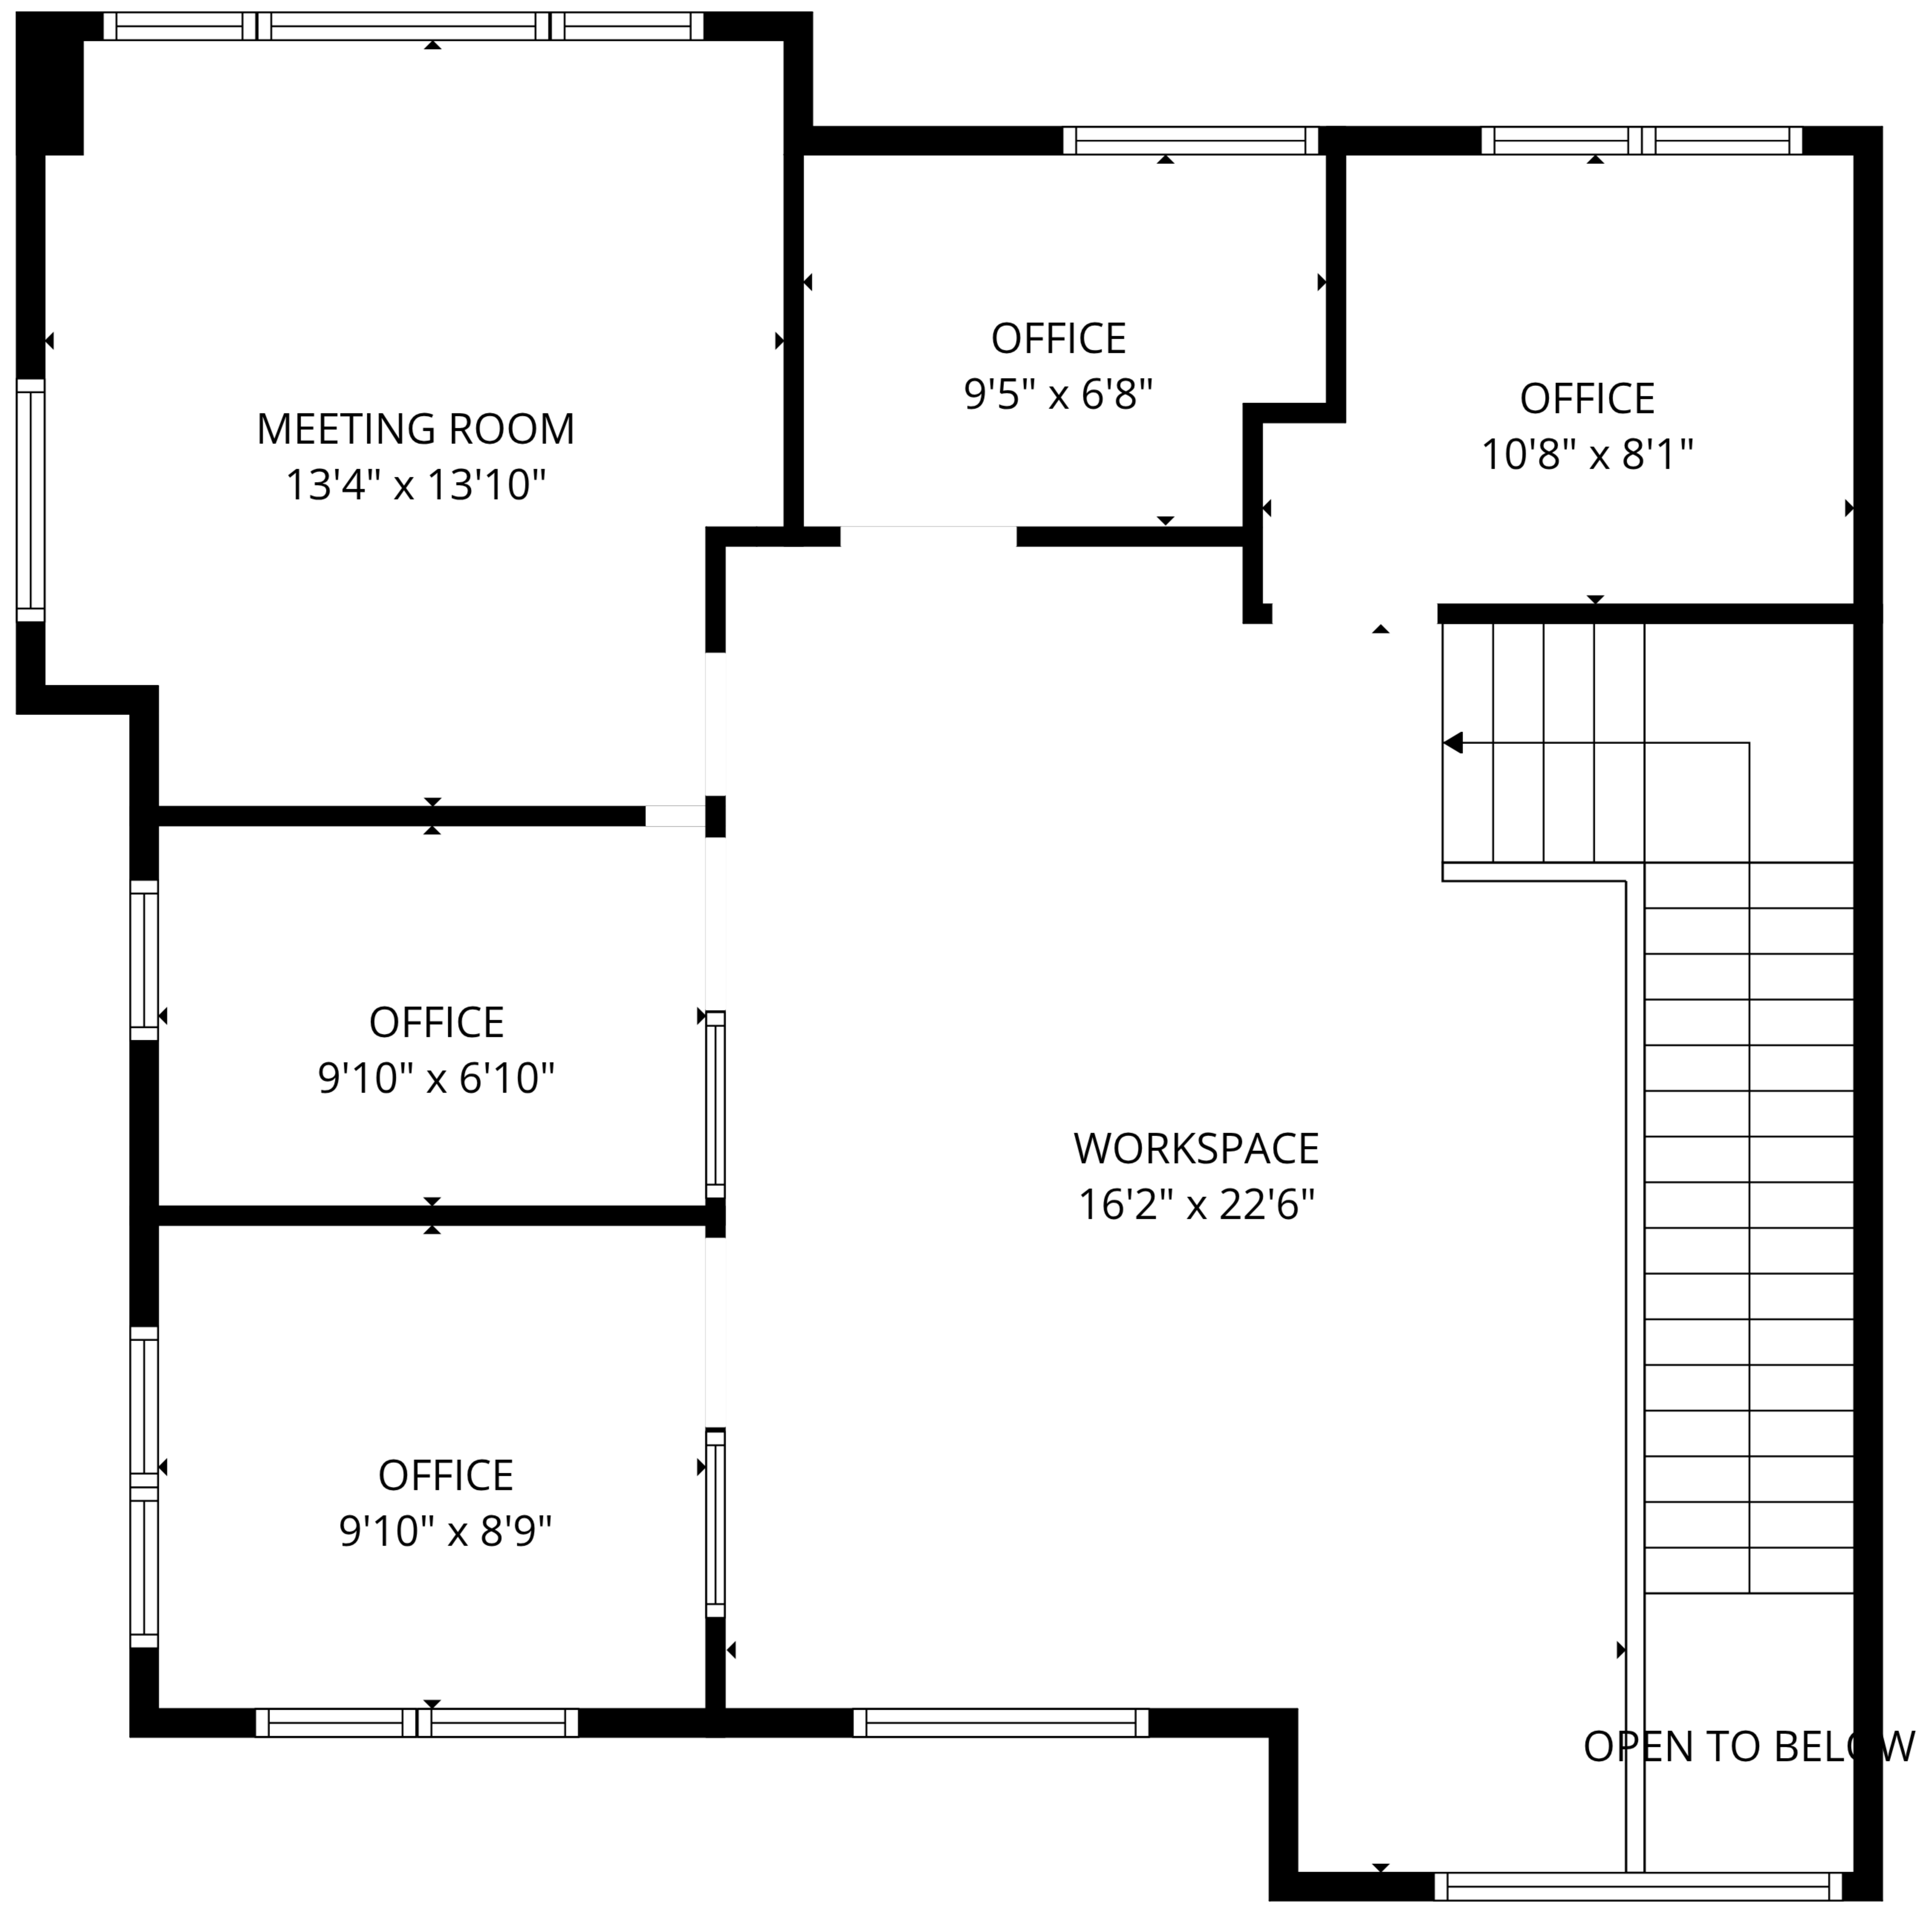 OFFICE
9'5" x 6'8"
OFFICE
10'8" x 8'1"
MEETING ROOM
13'4" x 13'10"
OFFICE
9'10" x 6'10"
WORKSPACE
16'2" x 22'6"
OFFICE
9'10" x 8'9"
OPEN TO BELOW